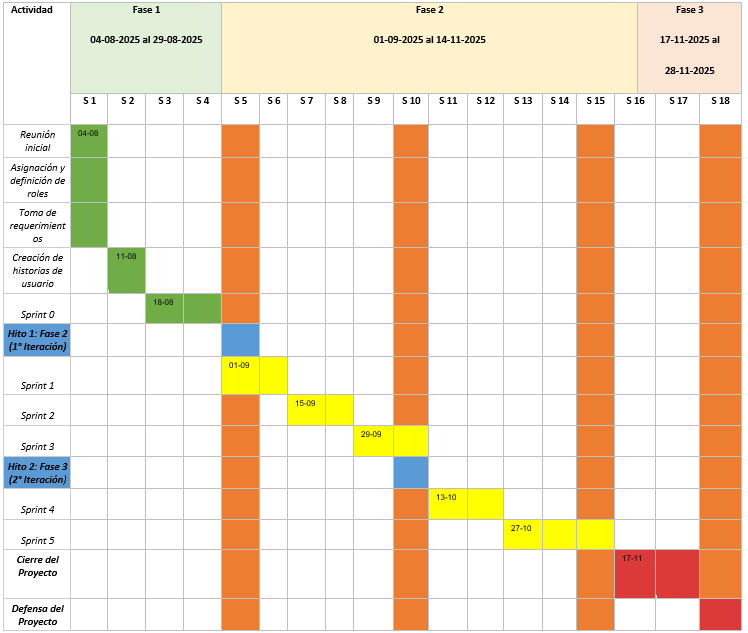 Actividad
Fase 1
04-08-2025 al 29-08-2025
Fase 2
01-09-2025 al 14-11-2025
Fase 3
17-11-2025 al
28-11-2025
S 1
S 2
S 3
S 4
S 5
S 6
S 7
S 8
S 9
S 10
S 11
S 12
S 13
S 14
S 15
S 16
S 17
S 18
Reunión
inicial
04-08
Asignación y
definición de
roles
Toma de
requerimient
os
Creación de
historias de
usuario
11-08
Sprint 0
18-08
Hito 1: Fase 2
(1° Iteración)
Sprint 1
01-09
Sprint 2
15-09
Sprint 3
29-09
Hito 2: Fase 3
(2° Iteración)
Sprint 4
13-10
Sprint 5
27-10
Cierre del
Proyecto
17-11
Defensa del
Proyecto